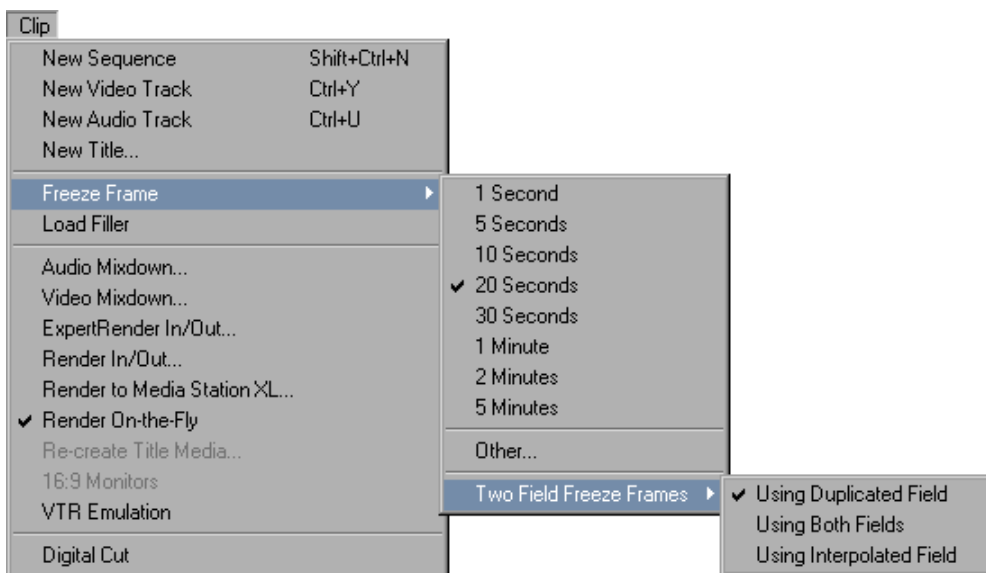 Clip
New Sequence Shift+Ctrl+N
New Video Track Ctrl+Y
New Audio Track Ctrl+U
New Title...
Freeze Frame
Load Filler
Audio Mixdown...
Video Mixdown...
ExpertRender In/Out...
Render In/Out...
Render to Media Station XL...
Render On-the-Fly
Re-create Title Media...
16:9 Monitors
VTR Emulation
Digital Cut
1 Second
5 Seconds
10 Seconds
20 Seconds
30 Seconds
1 Minute
2 Minutes
5 Minutes
Other...
Two Field Freeze Frames
Using Duplicated Field
Using Both Fields
Using Interpolated Field